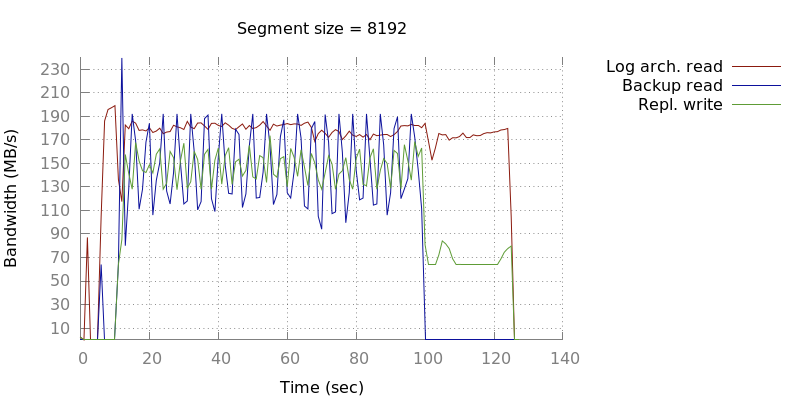 Segment size = 8192
Log arch. read
Backup read
Repl. write
Bandwidth (MB/s)
230
210
190
170
150
130
110
90
70
50
30
10
0 20 40 60 80 100 120 140
Time (sec)